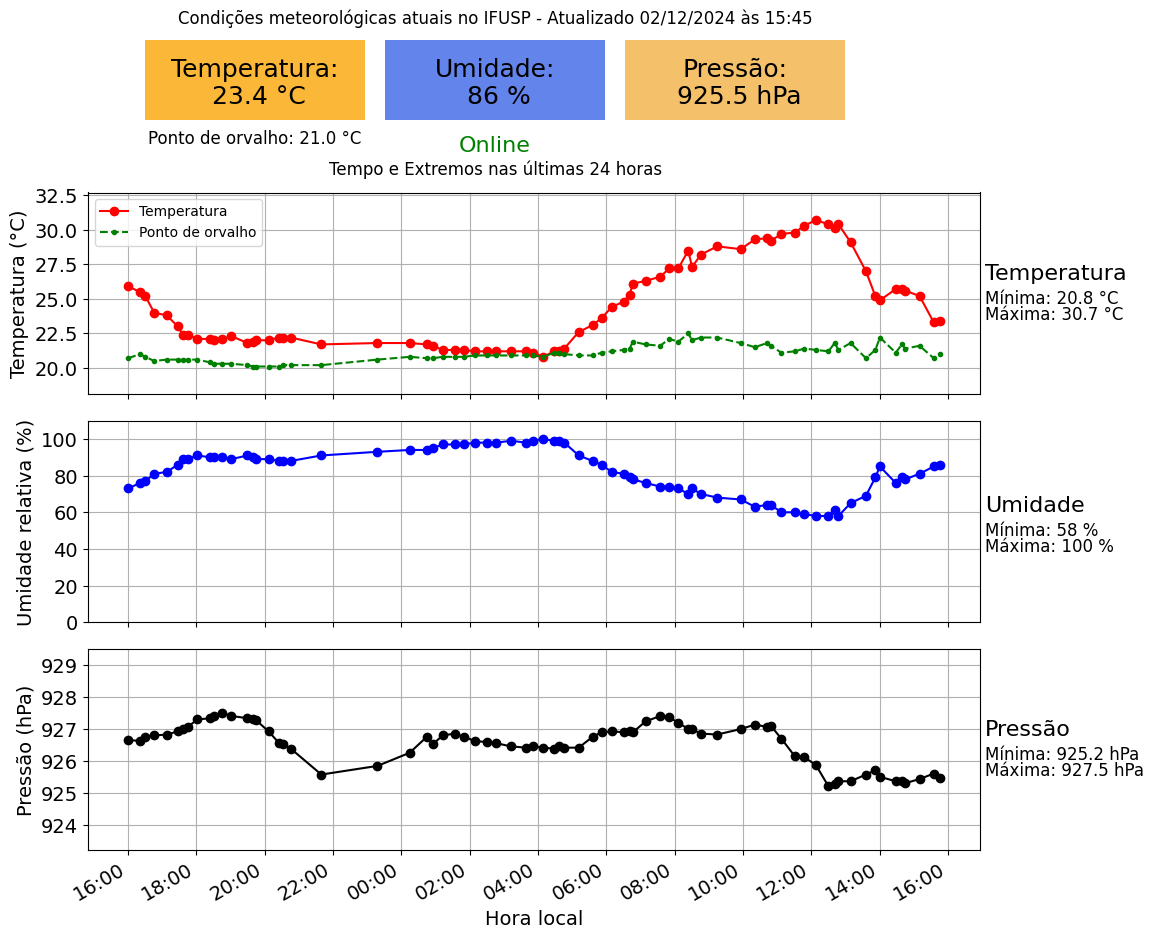 Condições meteorológicas atuais no IFUSP - Atualizado 02/12/2024 às 15:45
Temperatura:
23.4 °C
Umidade:
86 %
Pressão:
925.5 hPa
Ponto de orvalho: 21.0 °C
Online
Tempo e Extremos nas últimas 24 horas
Temperatura (°C)
32.5
30.0
27.5
25.0
22.5
20.0
Temperatura
Ponto de orvalho
Temperatura
Mínima: 20.8 °C
Máxima: 30.7 °C
Umidade relativa (%)
100
80
60
40
20
0
Umidade
Mínima: 58 %
Máxima: 100 %
Pressão (hPa)
929
928
927
926
925
924
Pressão
Mínima: 925.2 hPa
Máxima: 927.5 hPa
16:00 18:00 20:00 22:00 00:00 02:00 04:00 06:00 08:00 10:00 12:00 14:00 16:00
Hora local